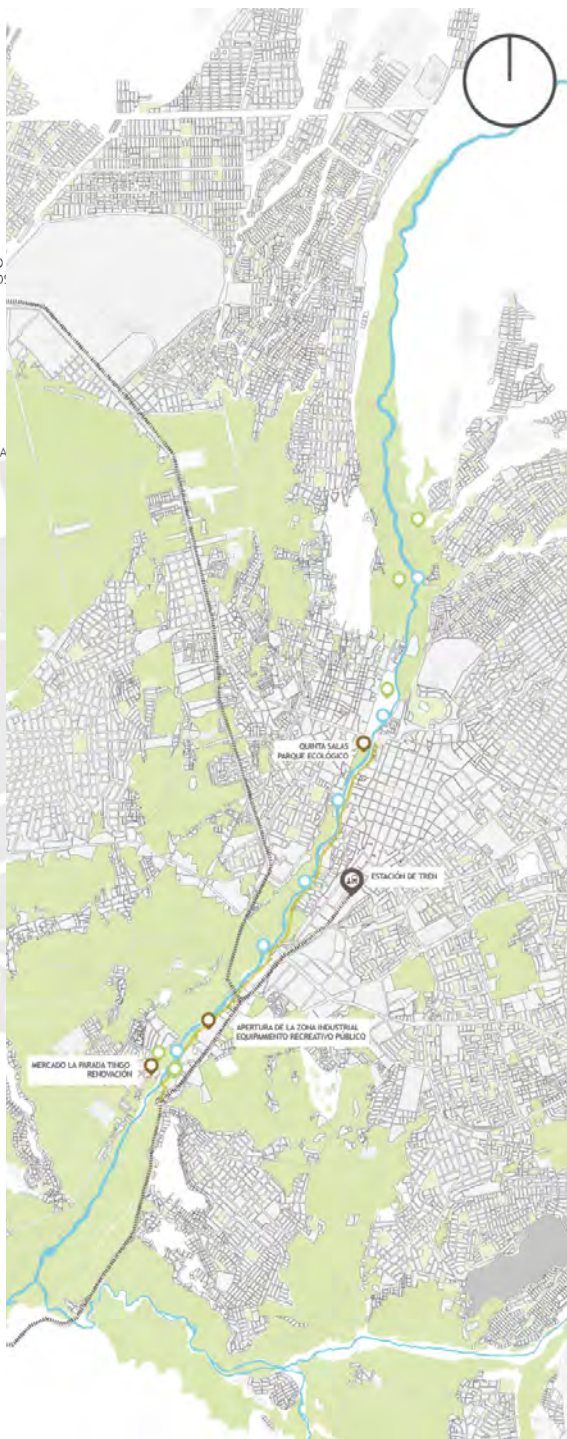 QUINTA SALAS
PARQUE ECOLÓGICO
ESTACIÓN DE TREN
APERTURA DE LA ZONA INDUSTRIAL
EQUIPAMIENTO RECREATIVO PÚBLICO
MERCADO LA PARADA TINGO
RENOVACIÓN